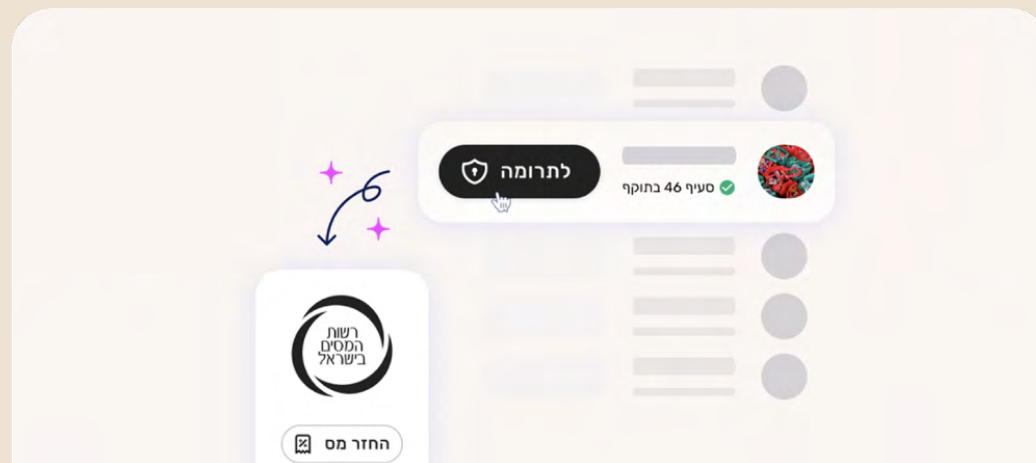 לתרומה
סעיף 46 בתוקף
רשות
המסים
בישראל
החזר מס